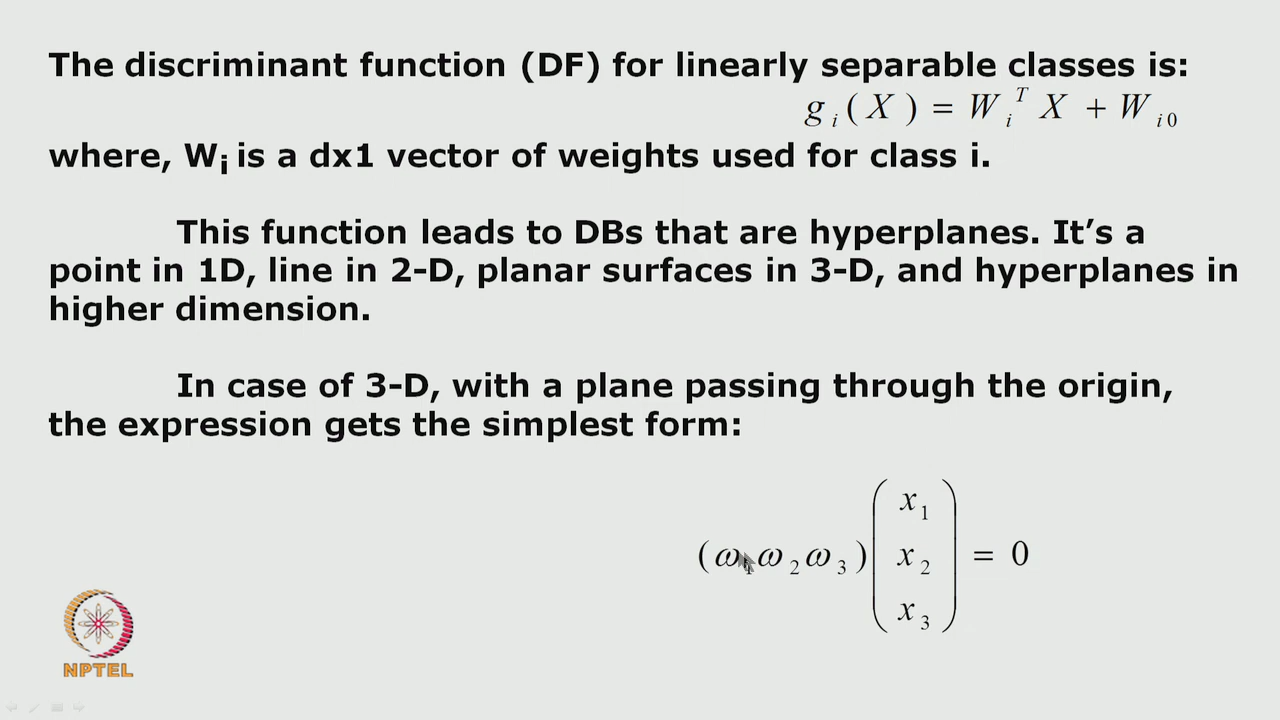 The discriminant function (DF) for linearly separable classes is:
g_i(X) = W_i^T X + W_{i0}
where, W_i is a dx1 vector of weights used for class i.
This function leads to DBs that are hyperplanes. It’s a
point in 1D, line in 2-D, planar surfaces in 3-D, and hyperplanes in
higher dimension.
In case of 3-D, with a plane passing through the origin,
the expression gets the simplest form:
(ω_1 ω_2 ω_3) (x_1 x_2 x_3) = 0
NPTEL